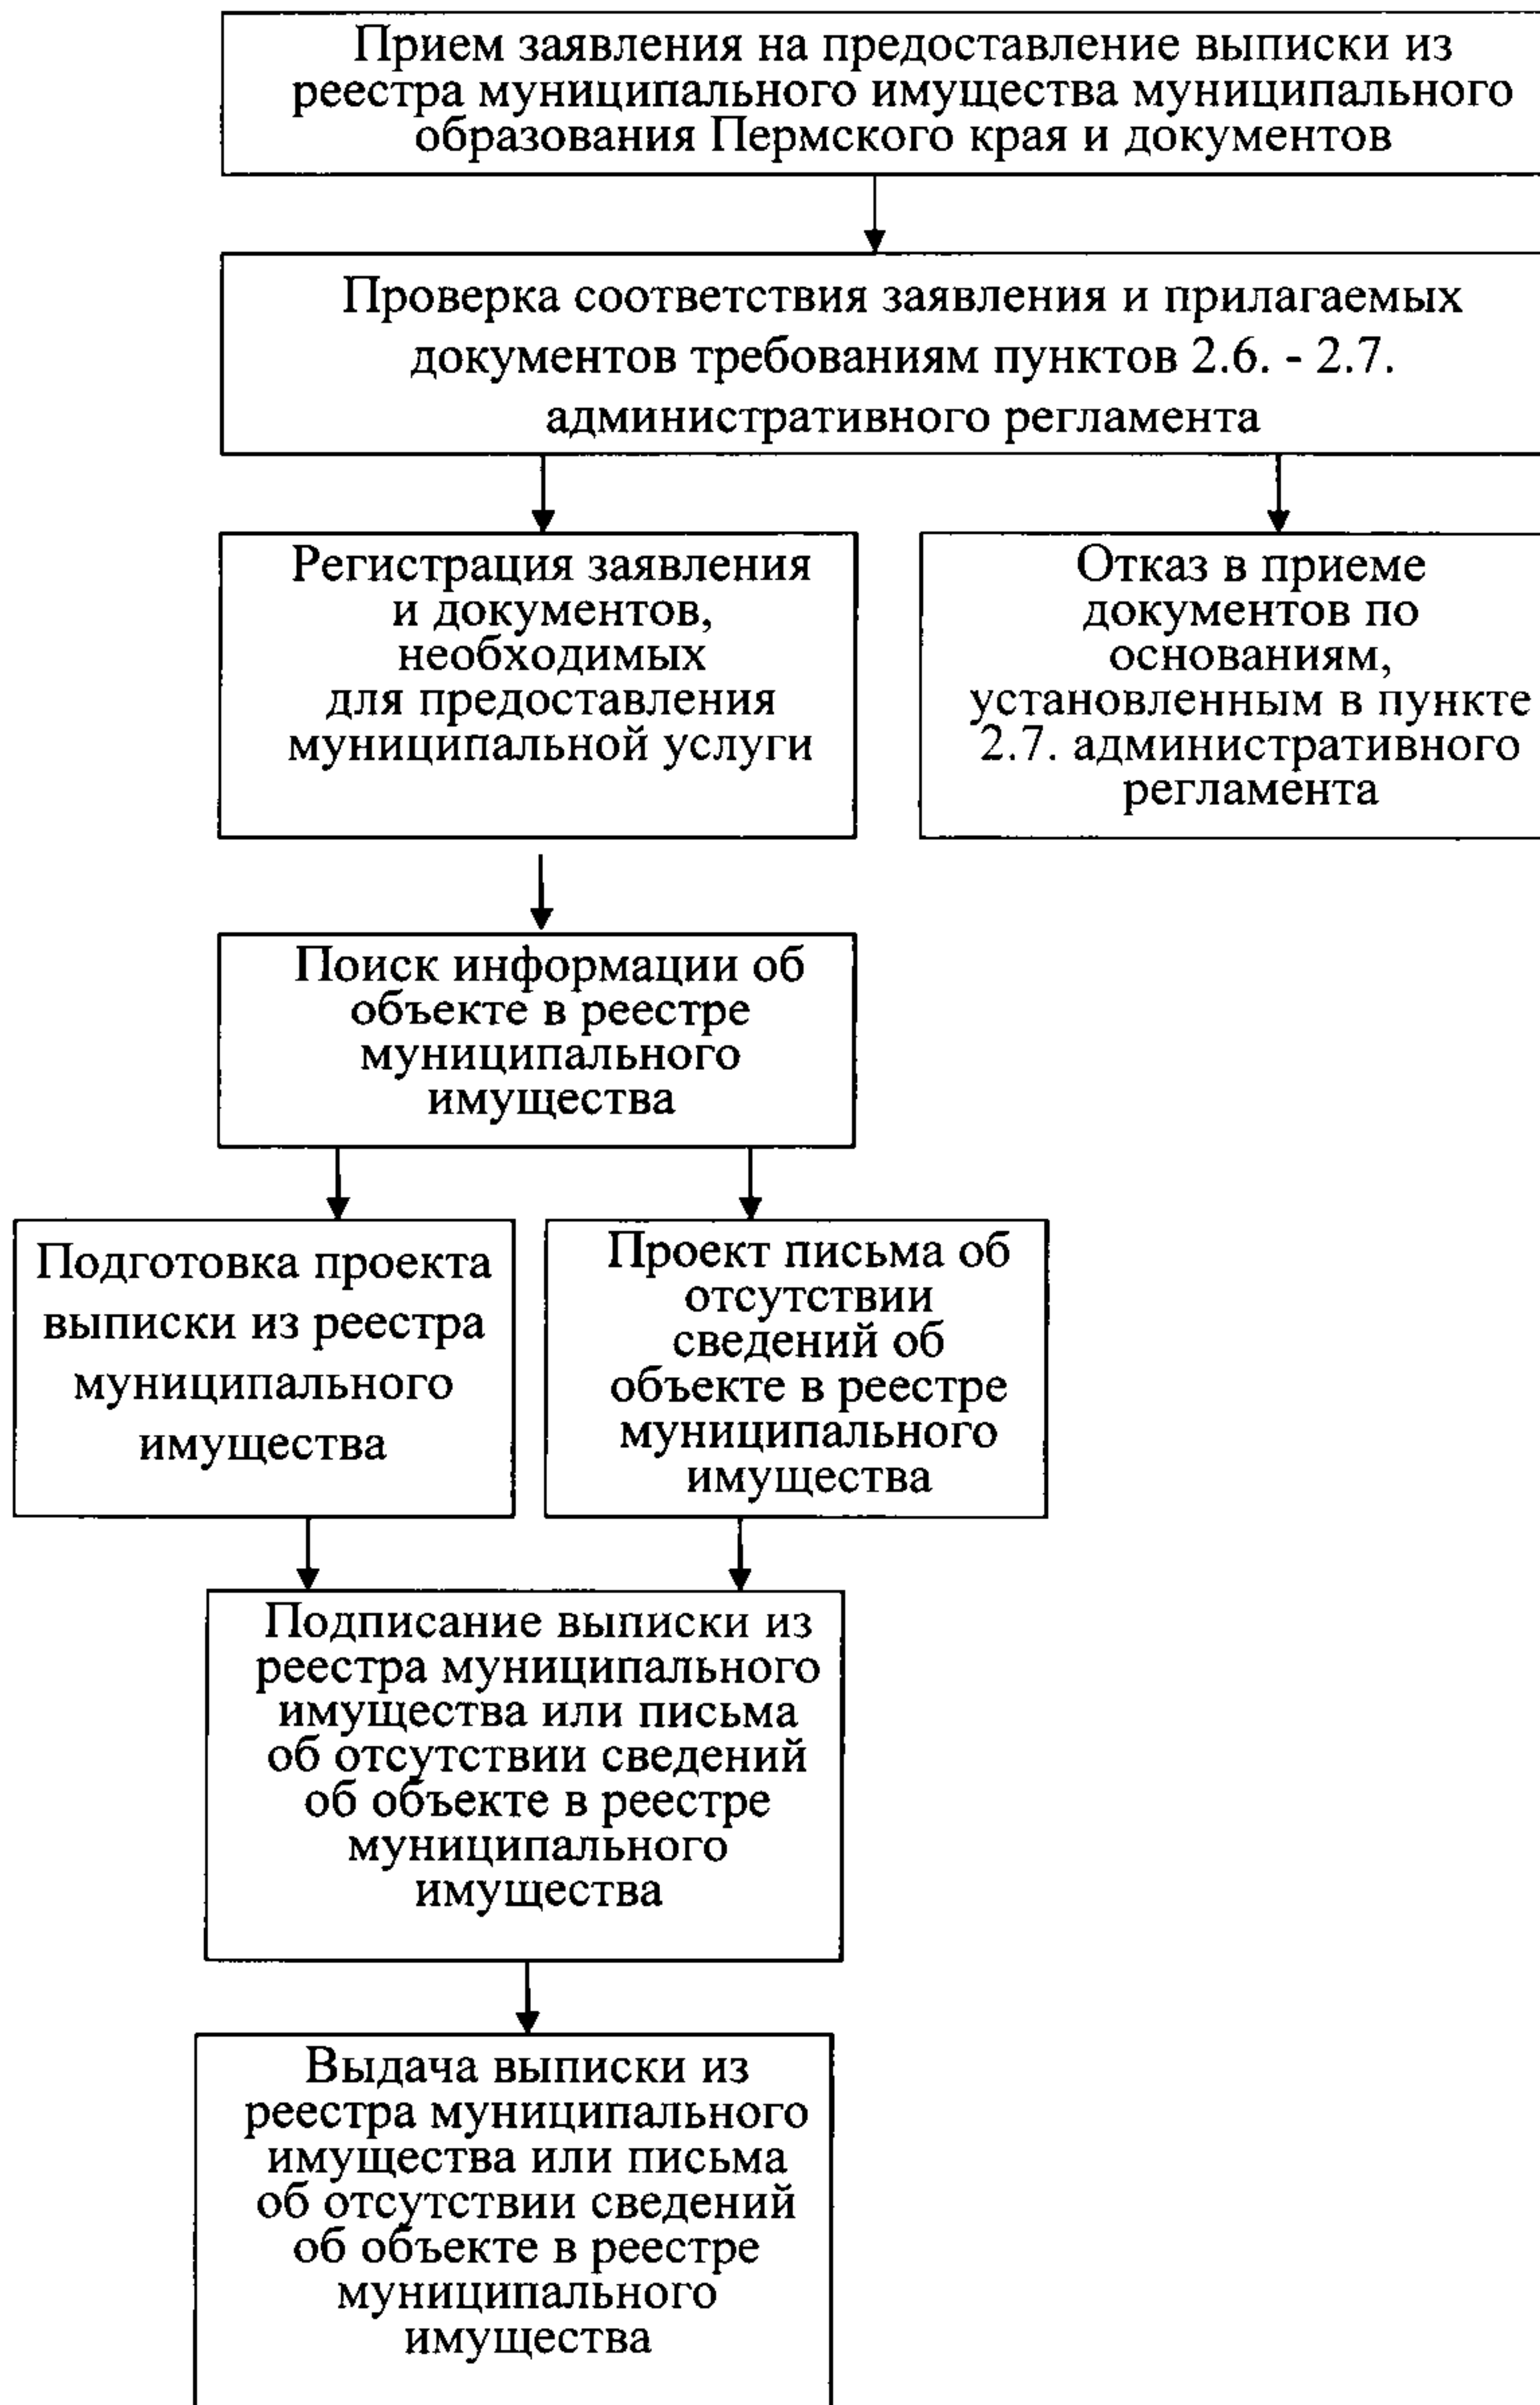 Прием заявления на предоставление выписки из
реестра муниципального имущества муниципального
образования Пермского края и документов
Проверка соответствия заявления и прилагаемых
документов требованиям пунктов 2.6. - 2.7.
административного регламента
Регистрация заявления
и документов,
необходимых
для предоставления
муниципальной услуги
Отказ в приеме
документов по
основаниям,
установленным в пункте
2.7. административного
регламента
Поиск информации об
объекте в реестре
муниципального
имущества
Подготовка проекта
выписки из реестра
муниципального
имущества
Проект письма об
отсутствии
сведений об
объекте в реестре
муниципального
имущества
Подписание выписки из
реестра муниципального
имущества или письма
об отсутствии сведений
об объекте в реестре
муниципального
имущества
Выдача выписки из
реестра муниципального
имущества или письма
об отсутствии сведений
об объекте в реестре
муниципального
имущества